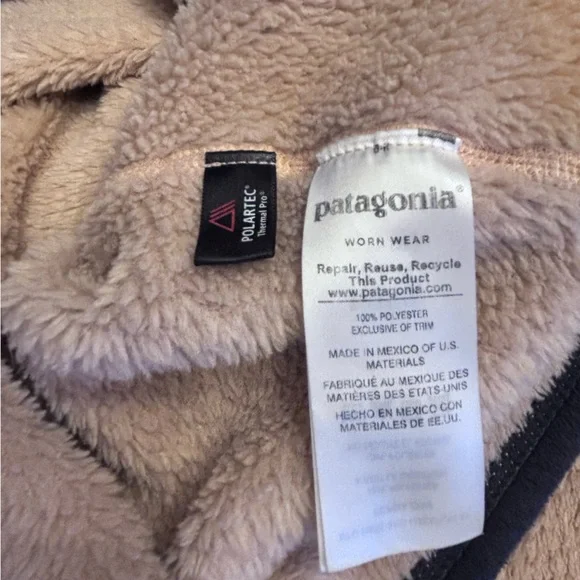 POLARTEC®
Thermal Pro®
patagonia®
WORN WEAR
Repair, Reuse, Recycle
This Product
www.patagonia.com
100% POLYESTER
EXCLUSIVE OF TRIM
MADE IN MEXICO OF U.S.
MATERIALS
FABRIQUÉ AU MEXIQUE DES
MATIÈRES DES ÉTATS-UNIS
HECHO EN MÉXICO CON
MATERIALES DE EE.UU.